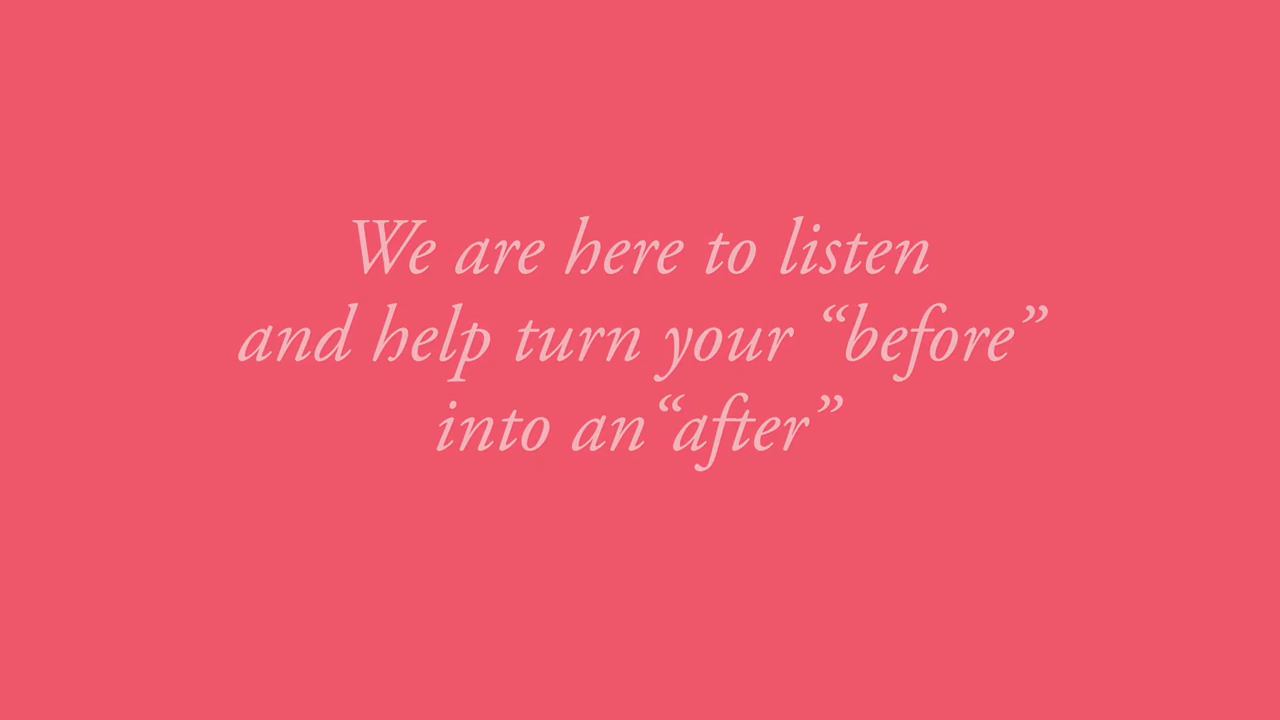 We are here to listen
and help turn your “before”
into an“after”